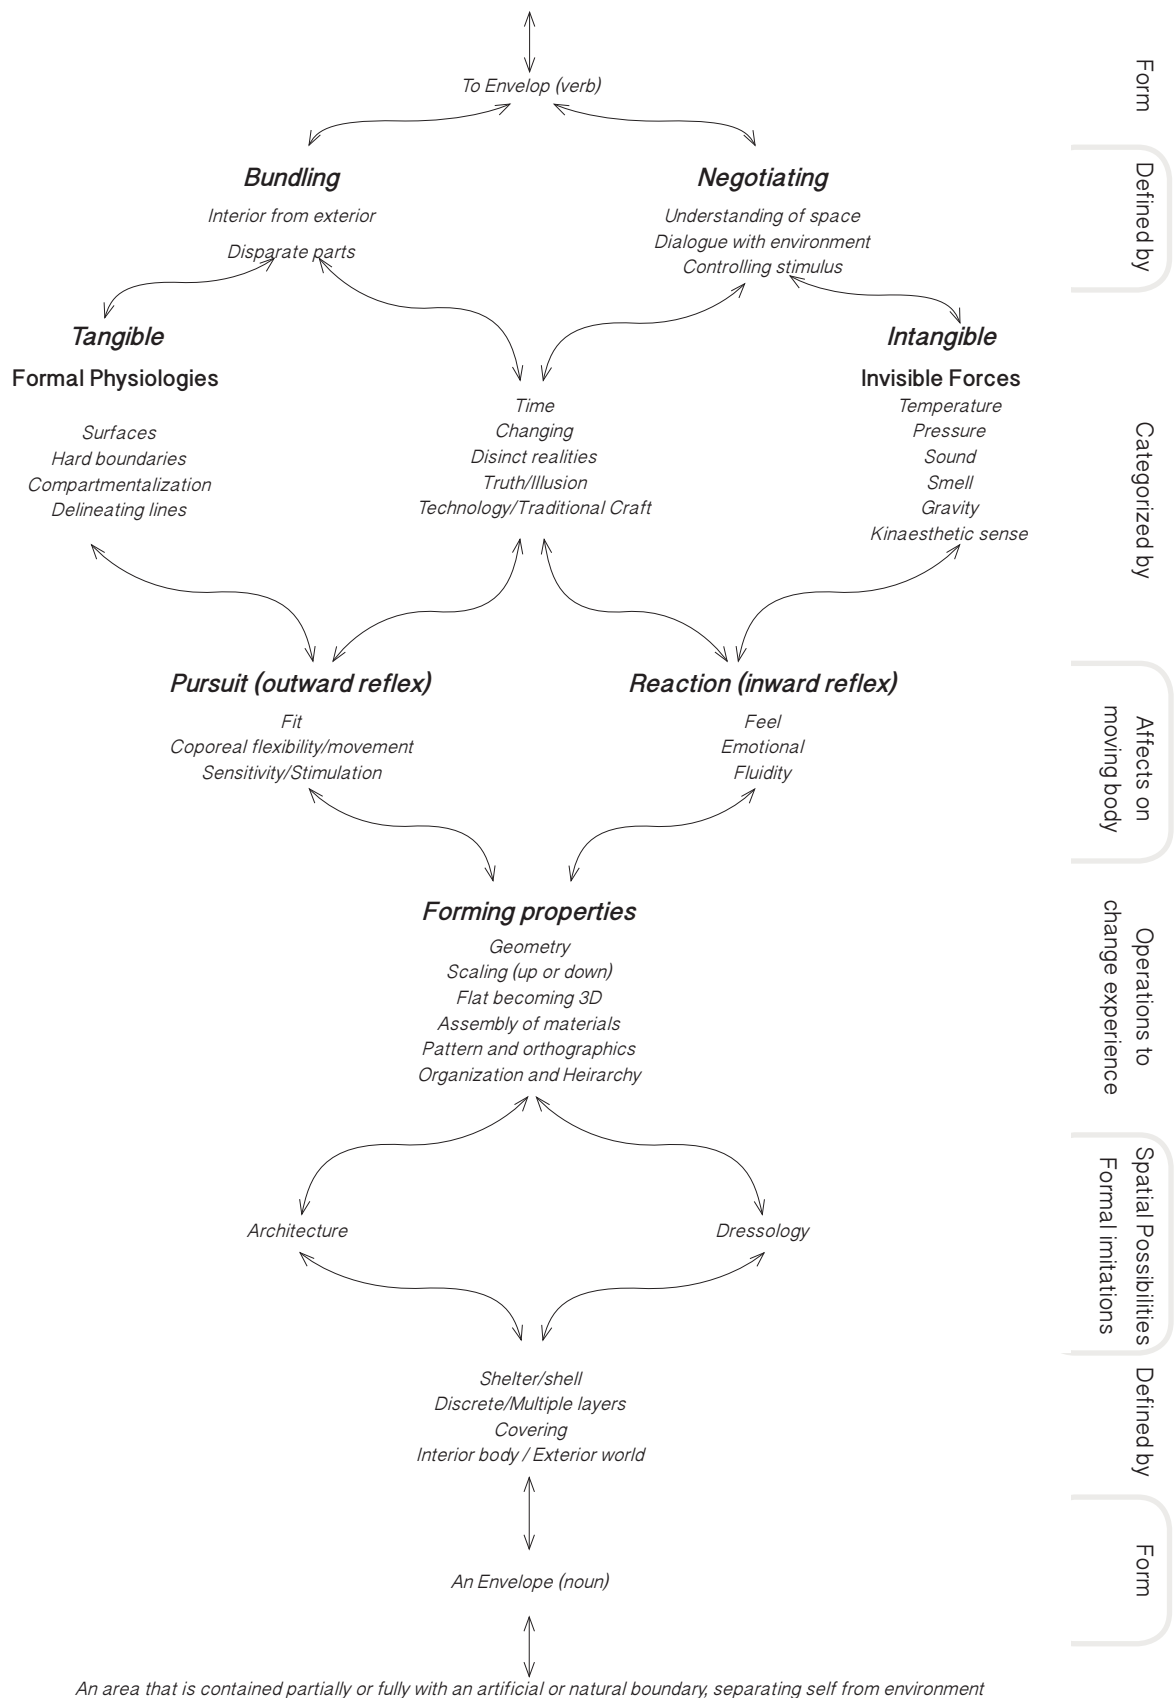 To Envelop (verb)
Form
Bundling
Interior from exterior
Disparate parts
Negotiating
Understanding of space
Dialogue with environment
Controlling stimulus
Defined by
Tangible
Formal Physiologies
Surfaces
Hard boundaries
Compartmentalization
Delineating lines
Time
Changing
Disinct realities
Truth/Illusion
Technology/Traditional Craft
Intangible
Invisible Forces
Temperature
Pressure
Sound
Smell
Gravity
Kinaesthetic sense
Categorized by
Pursuit (outward reflex)
Fit
Coporeal flexibility/movement
Sensitivity/Stimulation
Reaction (inward reflex)
Feel
Emotional
Fluidity
Affects on
moving body
Forming properties
Geometry
Scaling (up or down)
Flat becoming 3D
Assembly of materials
Pattern and orthographics
Organization and Heirarchy
Operations to
change experience
Architecture
Dressology
Spatial Possibilities
Formal imitations
Shelter/shell
Discrete/Multiple layers
Covering
Interior body / Exterior world
Defined by
An Envelope (noun)
Form
An area that is contained partially or fully with an artificial or natural boundary, separating self from environment